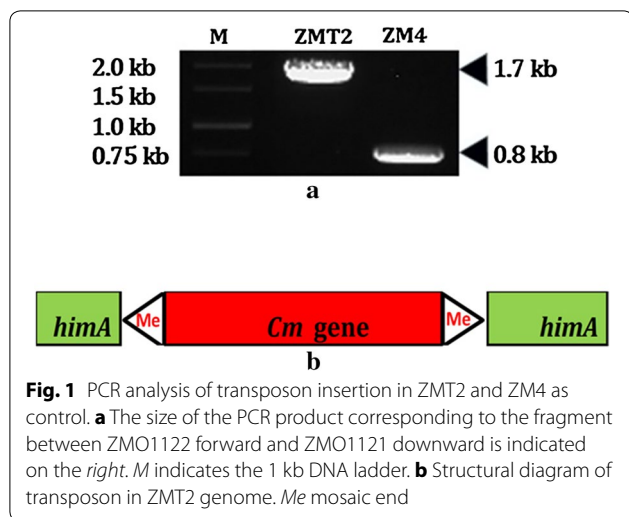 M ZMT2 ZM4
2.0 kb
1.7 kb
1.5 kb
1.0 kb
0.75 kb
0.8 kb
a
himA Me Cm gene Me himA
b
Fig. 1 PCR analysis of transposon insertion in ZMT2 and ZM4 as
control. a The size of the PCR product corresponding to the fragment
between ZMO1122 forward and ZMO1121 downward is indicated
on the right. M indicates the 1 kb DNA ladder. b Structural diagram of
transposon in ZMT2 genome. Me mosaic end